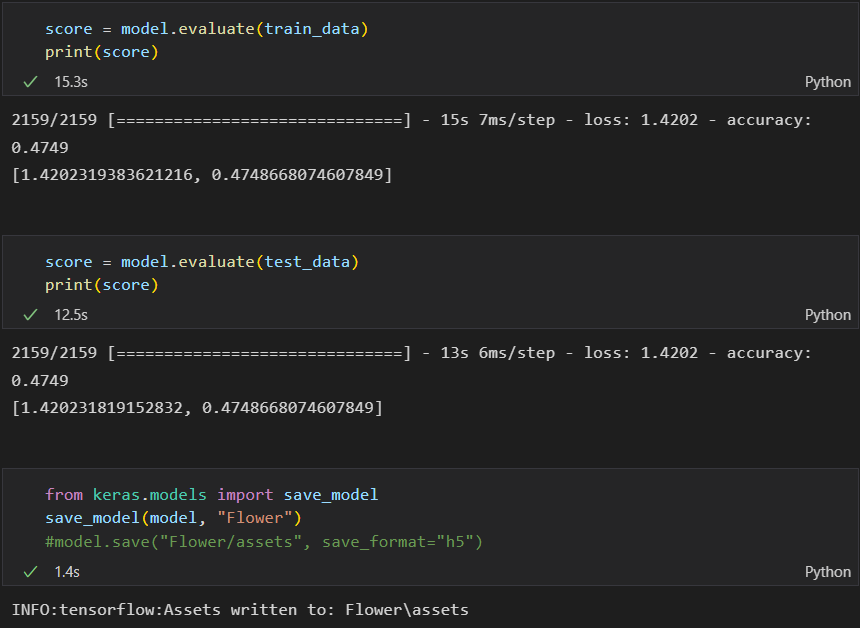 score = model.evaluate(train_data)
print(score)
15.3s
Python
2159/2159 [==============================] - 15s 7ms/step - loss: 1.4202 - accuracy:
0.4749
[1.4202319383621216, 0.4748668074607849]
score = model.evaluate(test_data)
print(score)
12.5s
Python
2159/2159 [==============================] - 13s 6ms/step - loss: 1.4202 - accuracy:
0.4749
[1.420231819152832, 0.4748668074607849]
from keras.models import save_model
save_model(model, "Flower")
#model.save("Flower/assets", save_format="h5")
1.4s
Python
INFO:tensorflow:Assets written to: Flower\assets